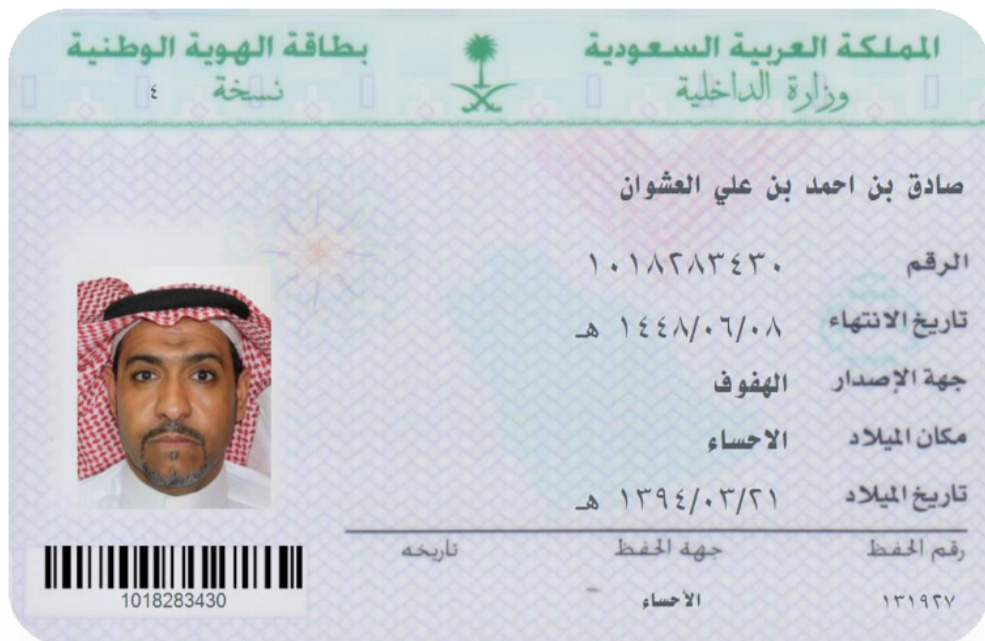 المملكة العربية السعودية
وزارة الداخلية
بطاقة الهوية الوطنية
نسخة ٤
صادق بن احمد بن علي العشوان
الرقم ١٠١٨٢٨٣٤٣٠
تاريخ الانتهاء ١٤٤٨/٠٦/٠٨ هـ
جهة الإصدار الهفوف
مكان الميلاد الاحساء
تاريخ الميلاد ١٣٩٤/٠٣/٢١ هـ
رقم الحفظ جهة الحفظ تاريخه
١٣١٩٢٧ الأحساء
1018283430